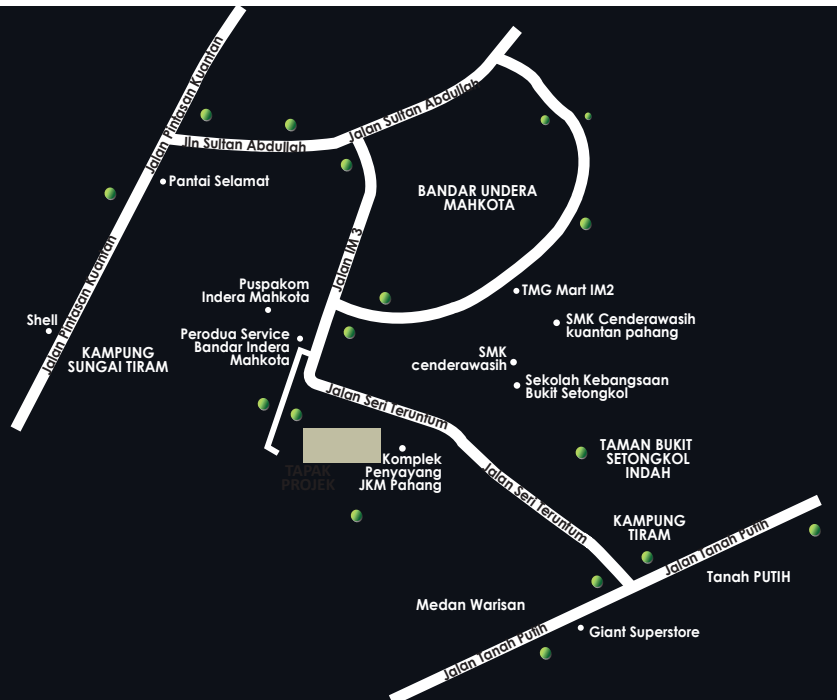 Jalan Pintasan Kuantan
Jln Sultan Abdullah
Jalan Sultan Abdullah
Pantai Selamat
BANDAR UNDERA
MAHKOTA
Jalan IM 3
Jalan Pintasan Kuantan
Puspakom
Indera Mahkota
TMG Mart IM2
Shell
SMK Cenderawasih
kuantan pahang
Perodua Service
Bandar Indera
Mahkota
KAMPUNG
SUNGAI TIRAM
SMK
cenderawasih
Sekolah Kebangsaan
Bukit Setongkol
Jalan Seri Teruntum
TAMAN BUKIT
SETONGKOL
INDAH
Komplek
Penyayang
JKM Pahang
TAPAK
PROJEK
Jalan Seri Teruntum
KAMPUNG
TIRAM
Jalan Tanah Putih
Tanah PUTIH
Medan Warisan
Giant Superstore
Jalan Tanah Putih